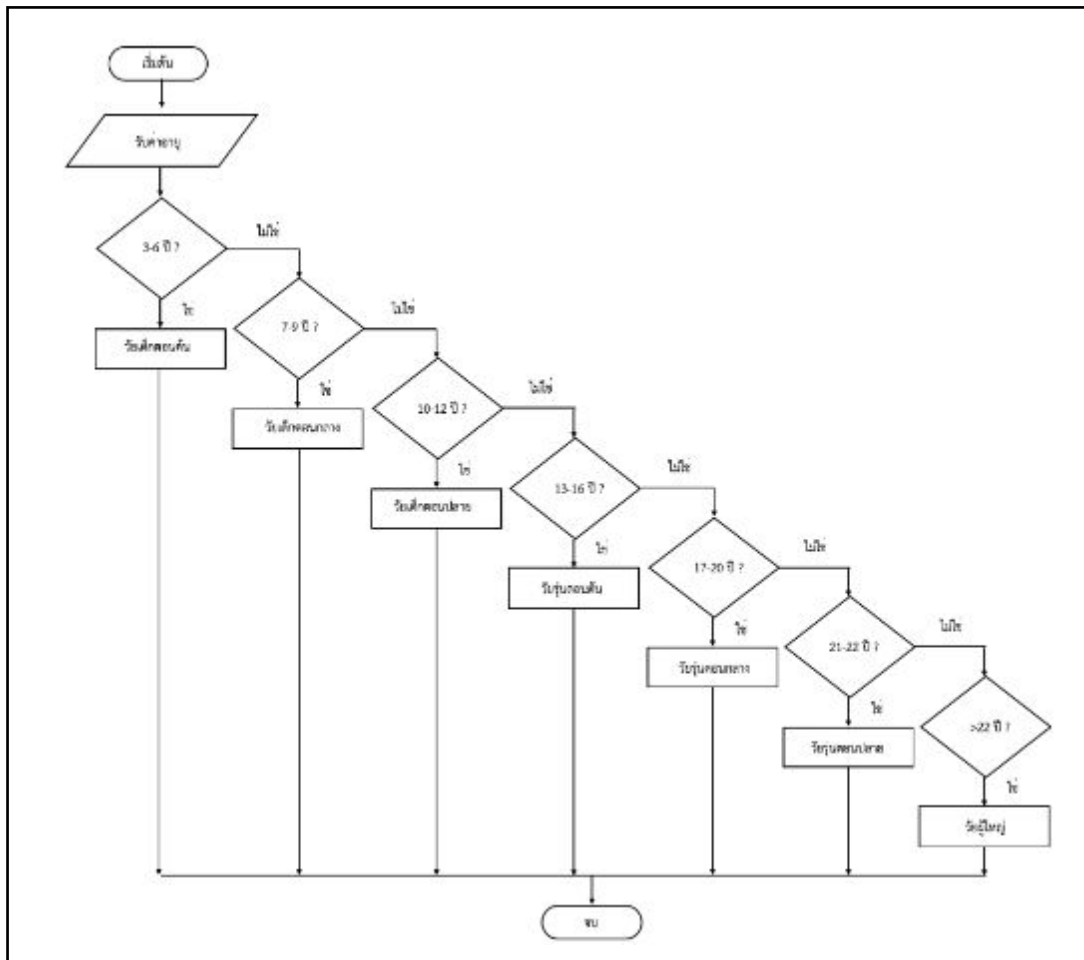 เริ่มต้น
รับค่าอายุ
3-6 ปี ?
ไม่ใช่
ใช่
วัยเด็กตอนต้น
7-9 ปี ?
ไม่ใช่
ใช่
วัยเด็กตอนกลาง
10-12 ปี ?
ไม่ใช่
ใช่
วัยเด็กตอนปลาย
13-16 ปี ?
ไม่ใช่
ใช่
วัยรุ่นตอนต้น
17-20 ปี ?
ไม่ใช่
ใช่
วัยรุ่นตอนกลาง
21-22 ปี ?
ไม่ใช่
ใช่
วัยรุ่นตอนปลาย
>22 ปี ?
ใช่
วัยผู้ใหญ่
จบ